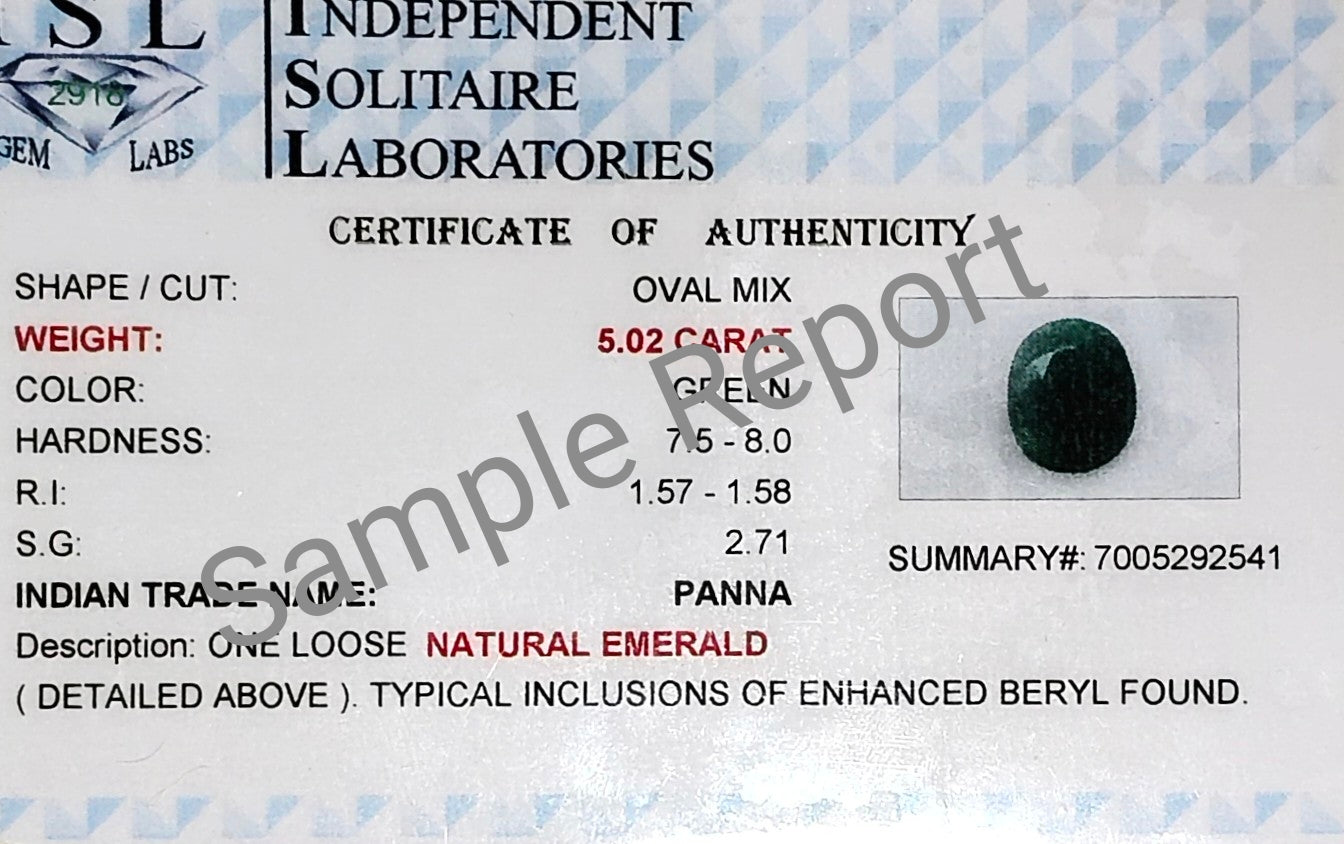 ISL
INDEPENDENT
SOLITAIRE
LABORATORIES
2918
GEM LABS
CERTIFICATE OF AUTHENTICITY
SHAPE / CUT: OVAL MIX
WEIGHT: 5.02 CARAT
COLOR: GREEN
HARDNESS: 7.5 - 8.0
R.I: 1.57 - 1.58
S.G: 2.71
SUMMARY#: 7005292541
INDIAN TRADE NAME: PANNA
Description: ONE LOOSE NATURAL EMERALD
( DETAILED ABOVE ). TYPICAL INCLUSIONS OF ENHANCED BERYL FOUND.
Sample Report